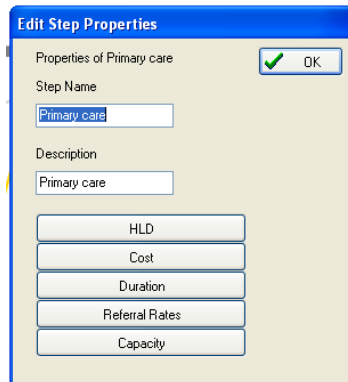 Edit Step Properties
Properties of Primary care
OK
Step Name
Primary care
Description
Primary care
HLD
Cost
Duration
Referral Rates
Capacity